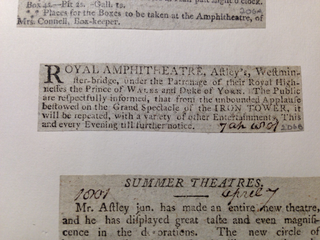 Box 4s.—Pit 2s.—Gal. 1s.
Places for the Boxes to be taken at the Amphitheatre, of
Mrs. Connell, Box-keeper.
ROYAL AMPHITHEATRE, Astley's, Westmin-
ster-bridge, under the Patronage of their Royal High-
nesses the Prince of WALES and Duke of YORK. The Public
are respectfully informed, that from the unbounded Applause
bestowed on the Grand Spectacle of the IRON TOWER, it
will be repeated, with a variety of other Entertainments, This
and every Evening till further notice.
SUMMER THEATRES.
1801 April 7
Mr. Astley jun. has made an entire new theatre,
and he has displayed great taste and even magnifi-
cence in the decorations. The new circle of